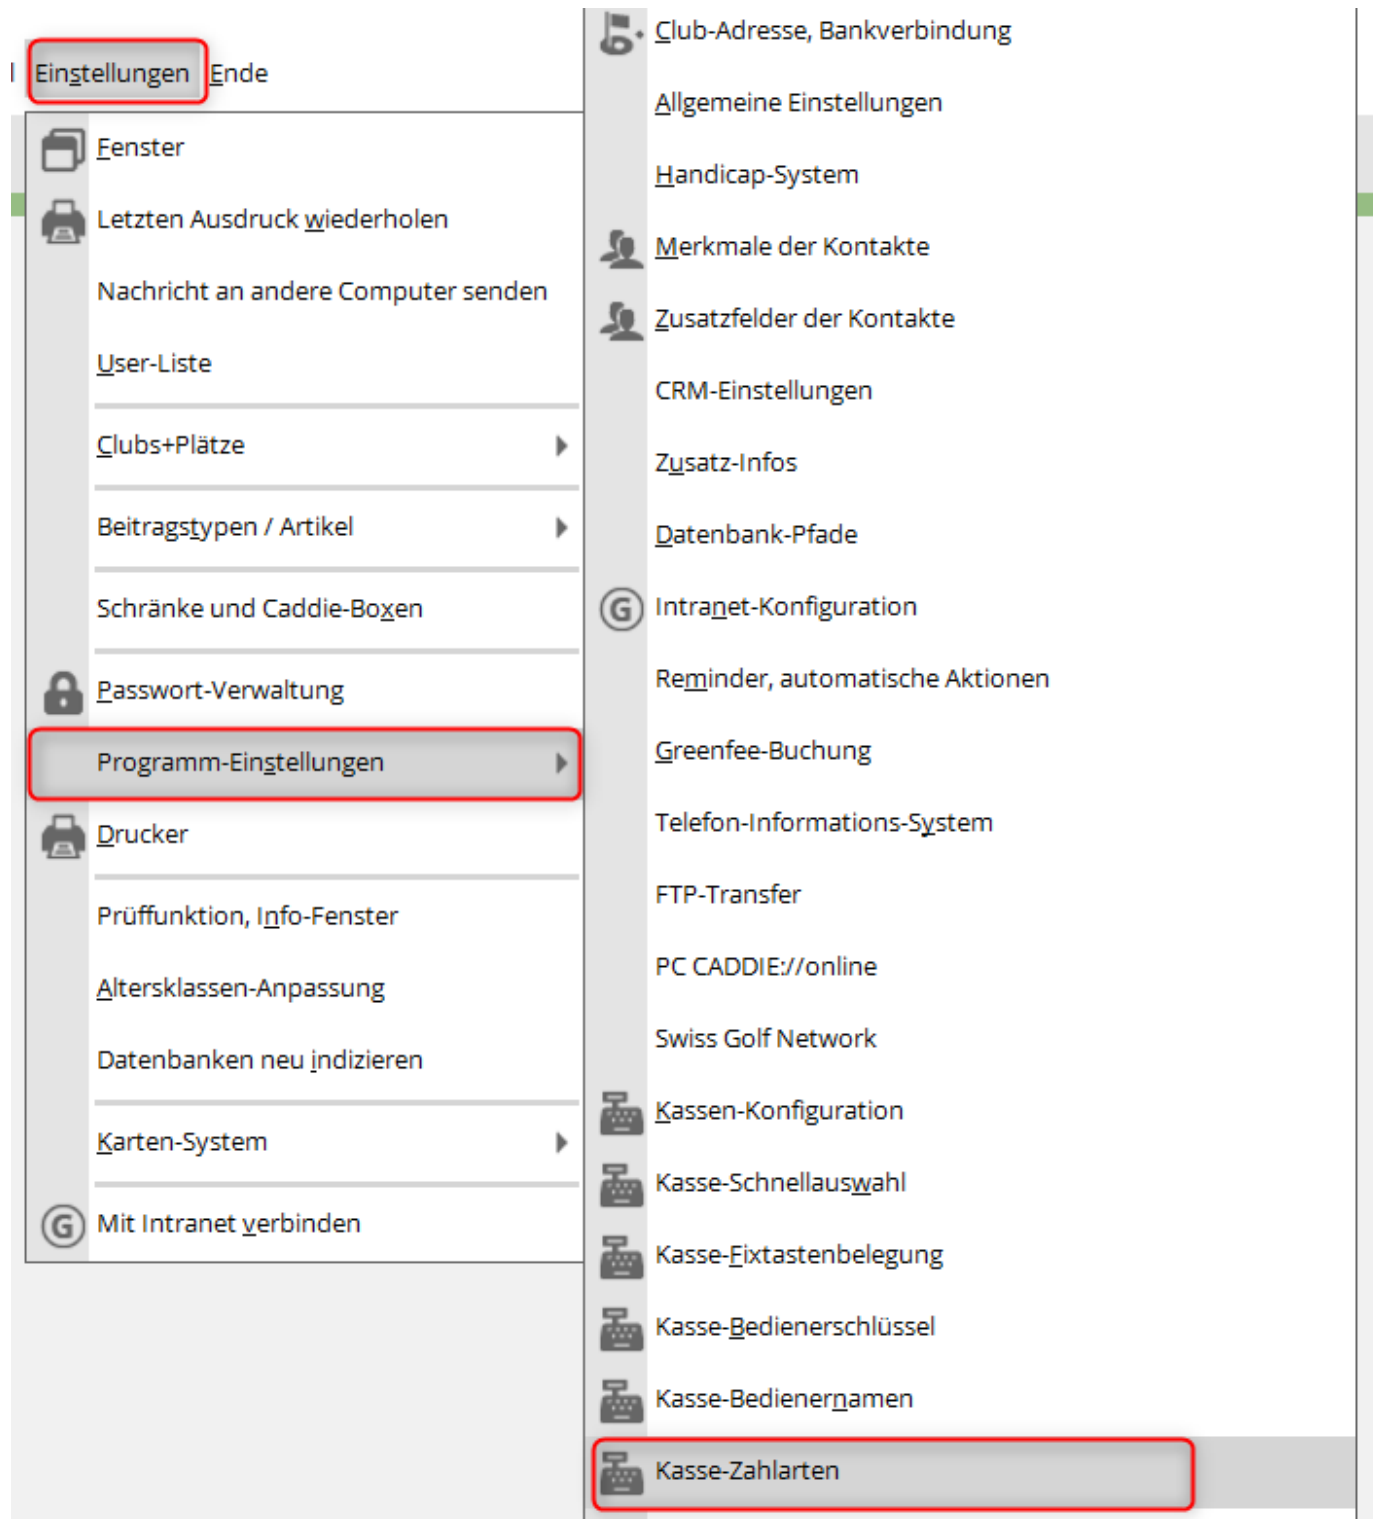 Einstellungen Ende
Fenster
Letzten Ausdruck wiederholen
Nachricht an andere Computer senden
User-Liste
Clubs+Plätze
Beitragstypen / Artikel
Schränke und Caddie-Boxen
Passwort-Verwaltung
Programm-Einstellungen
Drucker
Prüffunktion, Info-Fenster
Altersklassen-Anpassung
Datenbanken neu indizieren
Karten-System
G Mit Intranet verbinden
Club-Adresse, Bankverbindung
Allgemeine Einstellungen
Handicap-System
Merkmale der Kontakte
Zusatzfelder der Kontakte
CRM-Einstellungen
Zusatz-Infos
Datenbank-Pfade
G Intranet-Konfiguration
Reminder, automatische Aktionen
Greenfee-Buchung
Telefon-Informations-System
FTP-Transfer
PC CADDIE://online
Swiss Golf Network
Kassen-Konfiguration
Kasse-Schnellauswahl
Kasse-Fixtastenbelegung
Kasse-Bedienerschlüssel
Kasse-Bedienernamen
Kasse-Zahlarten